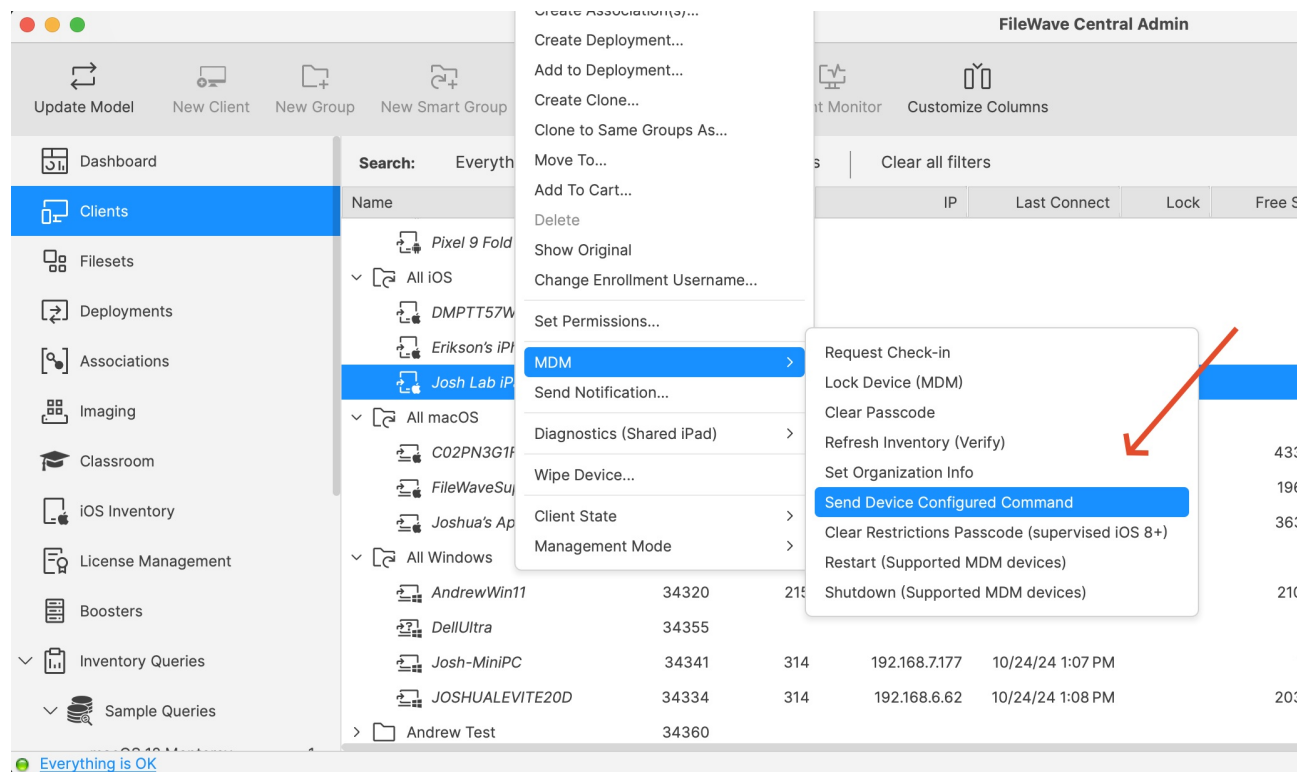 FileWave Central Admin
Update Model
New Client
New Group
New Smart Group
Monitor
Customize Columns
Dashboard
Clients
Filesets
Deployments
Associations
Imaging
Classroom
iOS Inventory
License Management
Boosters
Inventory Queries
Sample Queries
Everything is OK
Search:
Clear all filters
Name
IP
Last Connect
Lock
Free
Pixel 9 Fold
All iOS
DMPTT57W
Erikson's
Josh Lab
All macOS
C02PN3G1
Joshua's
All Windows
AndrewWin11 34320
DellUltra 34355
Josh-MiniPC 34341 314 192.168.7.177 10/24/24 1:07 PM
JOSHUALEVITE20D 34334 314 192.168.6.62 10/24/24 1:08 PM
Andrew Test 34360
Create Association(s)...
Create Deployment...
Add to Deployment...
Create Clone...
Clone to Same Groups As...
Move To...
Add To Cart...
Delete
Show Original
Change Enrollment Username...
Set Permissions...
MDM
Send Notification...
Diagnostics (Shared iPad)
Wipe Device...
Client State
Management Mode
Request Check-in
Lock Device (MDM)
Clear Passcode
Refresh Inventory (Verify)
Set Organization Info
Send Device Configured Command
Clear Restrictions Passcode (supervised iOS 8+)
Restart (Supported MDM devices)
Shutdown (Supported MDM devices)